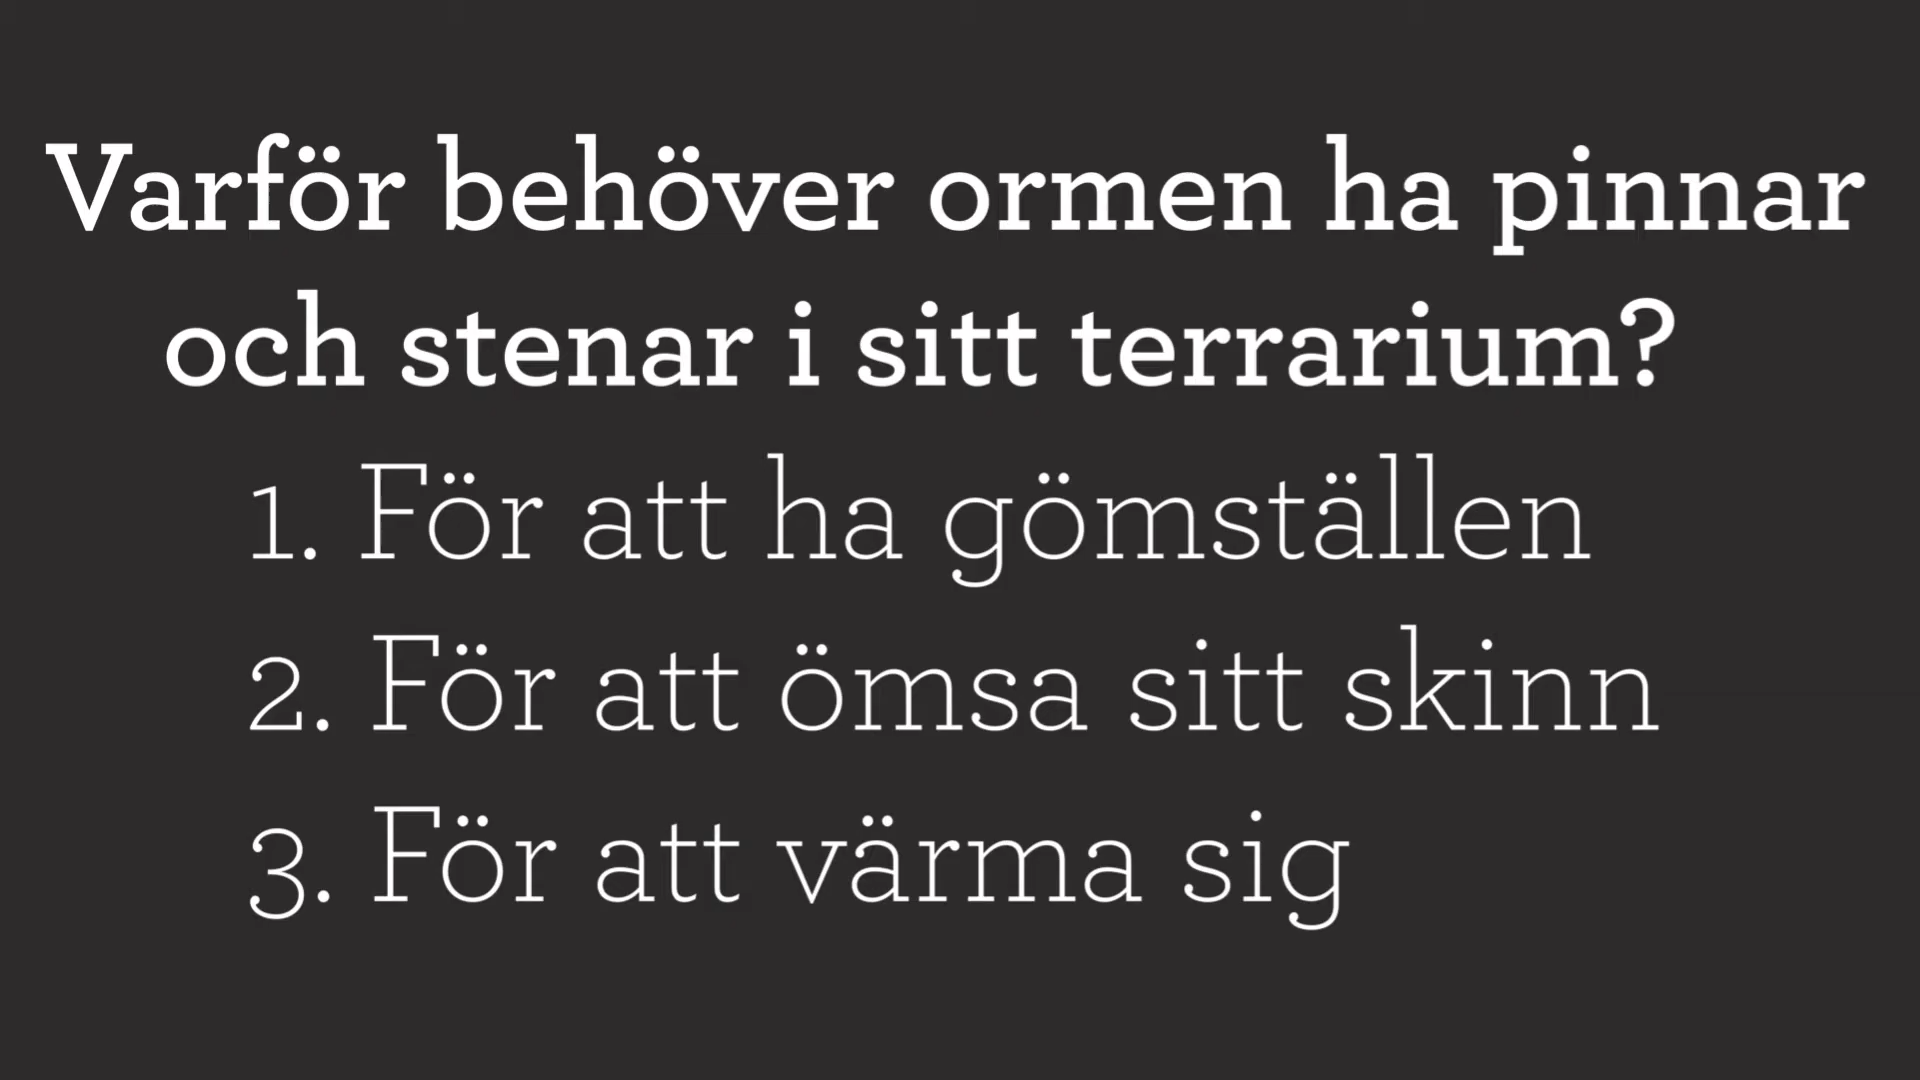 Varför behöver ormen ha pinnar
och stenar i sitt terrarium?
1. För att ha gömställen
2. För att ömsa sitt skinn
3. För att värma sig